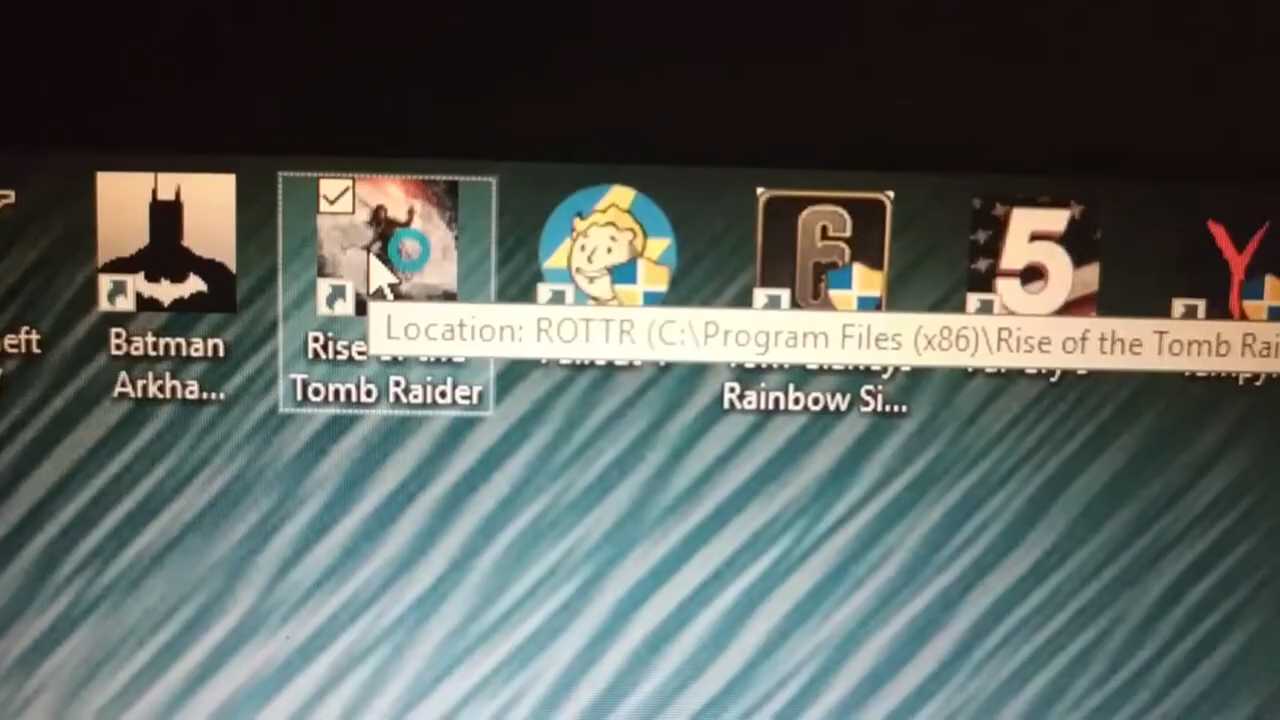 eft
Batman
Arkha...
Rise
Tomb Raider
Location: ROTTR (C:\Program Files (x86)\Rise of the Tomb Rai
Rainbow Si...
6
5
Y